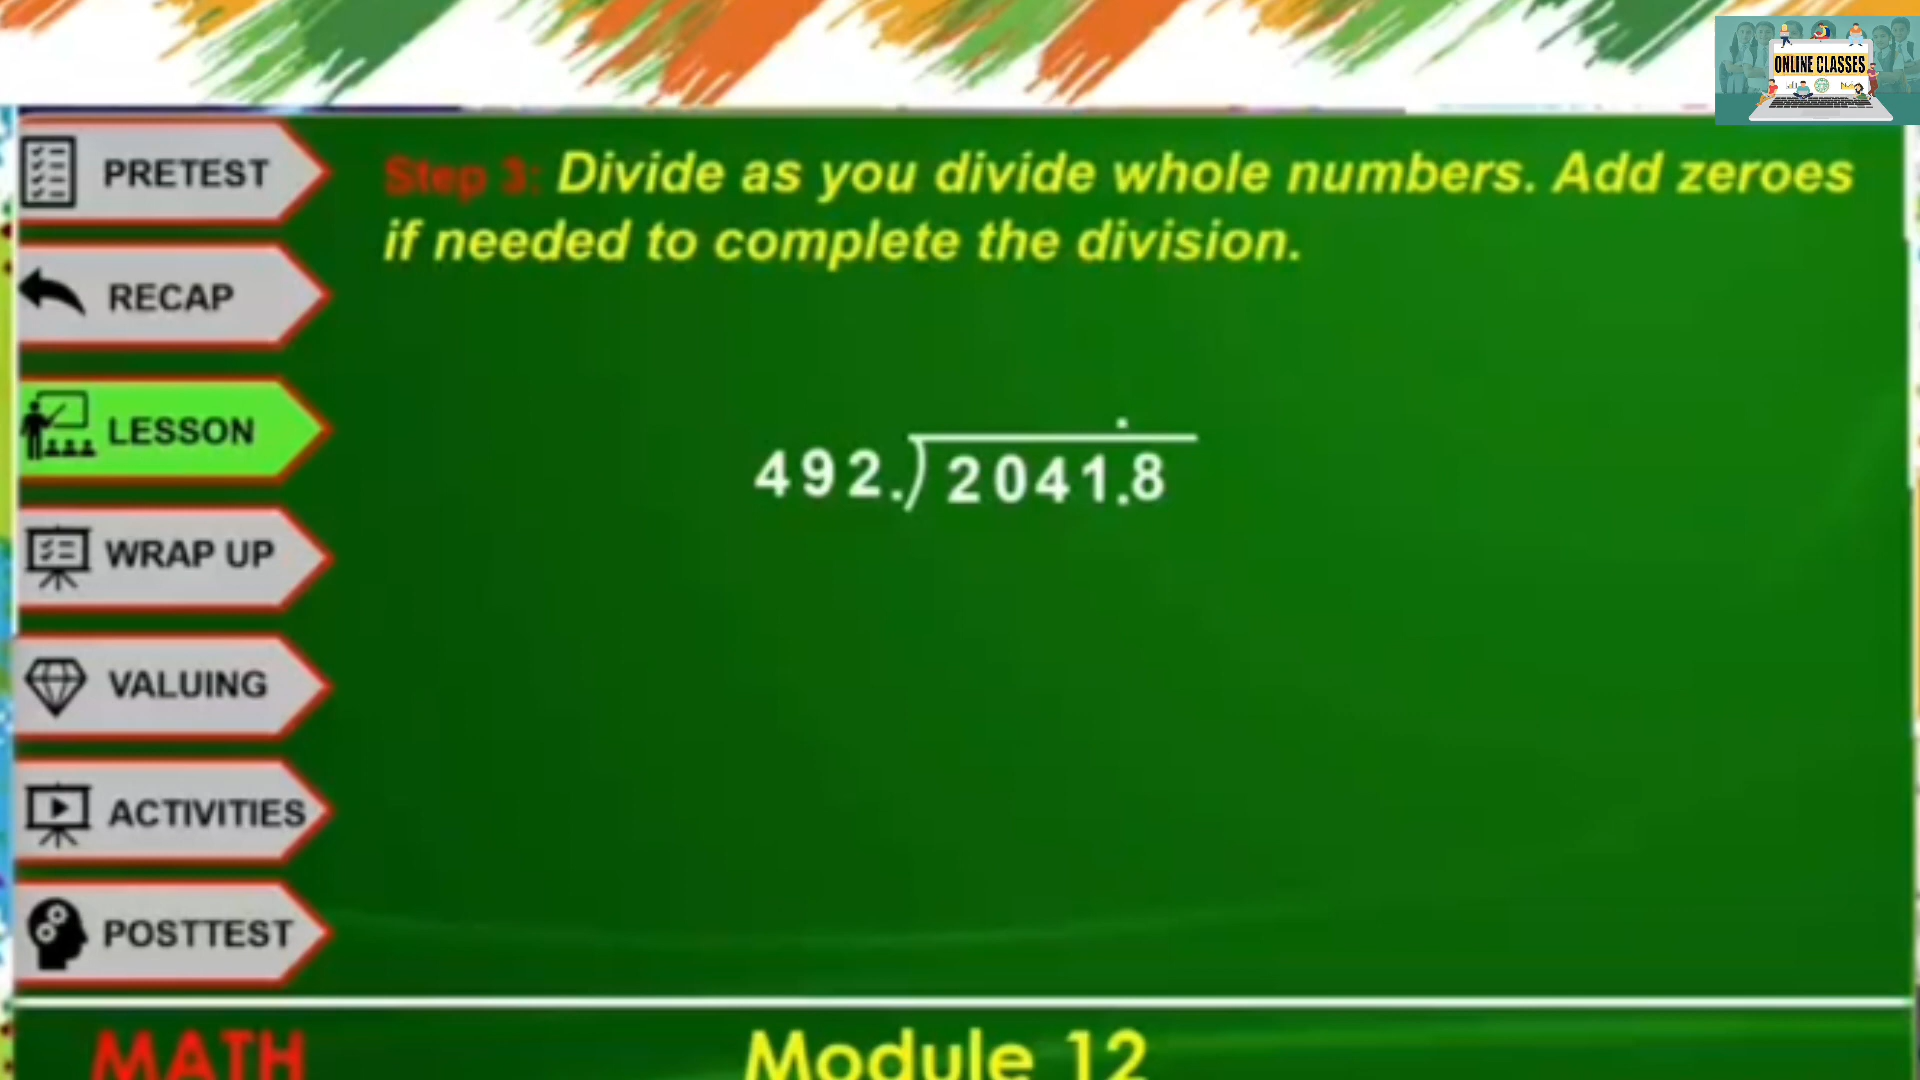 ONLINE CLASSES
PRETEST
RECAP
LESSON
WRAP UP
VALUING
ACTIVITIES
POSTTEST
Step 3: Divide as you divide whole numbers. Add zeroes
if needed to complete the division.
.
492.)2041.8
MATH
Module 12